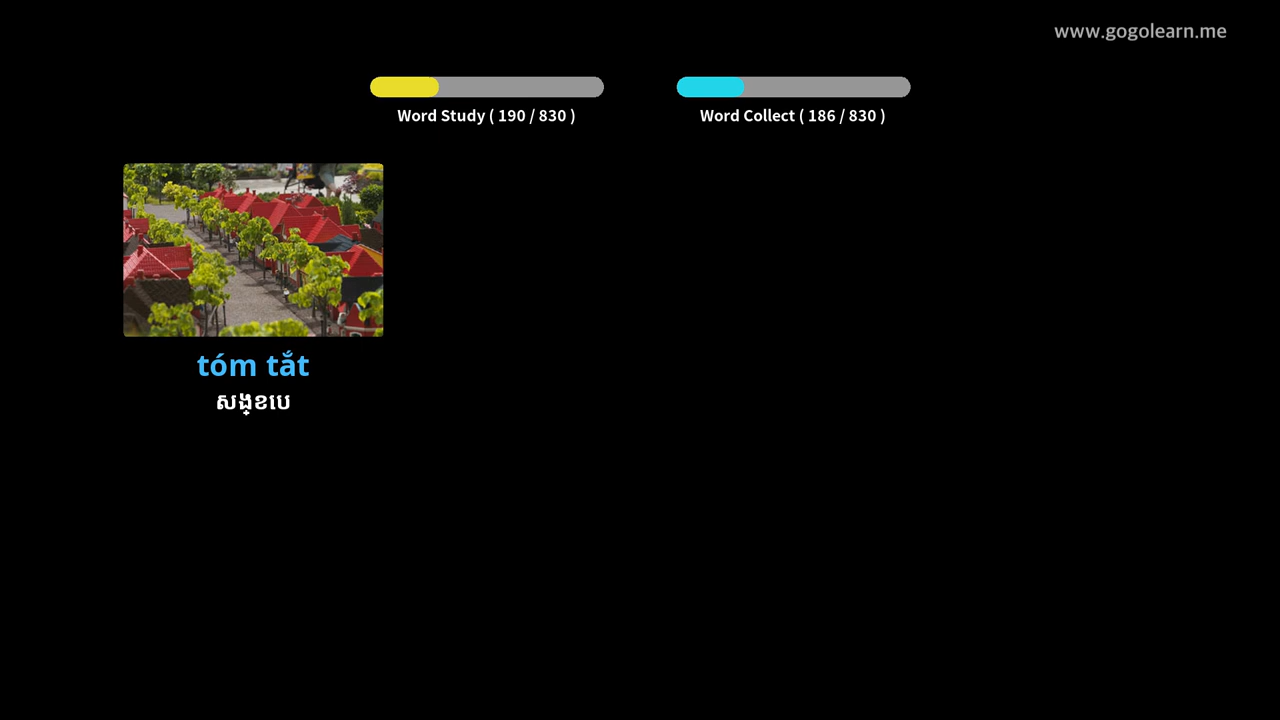 www.gogolearn.me
Word Study ( 190 / 830 )
Word Collect ( 186 / 830 )
tóm tắt
សង្ខបេ